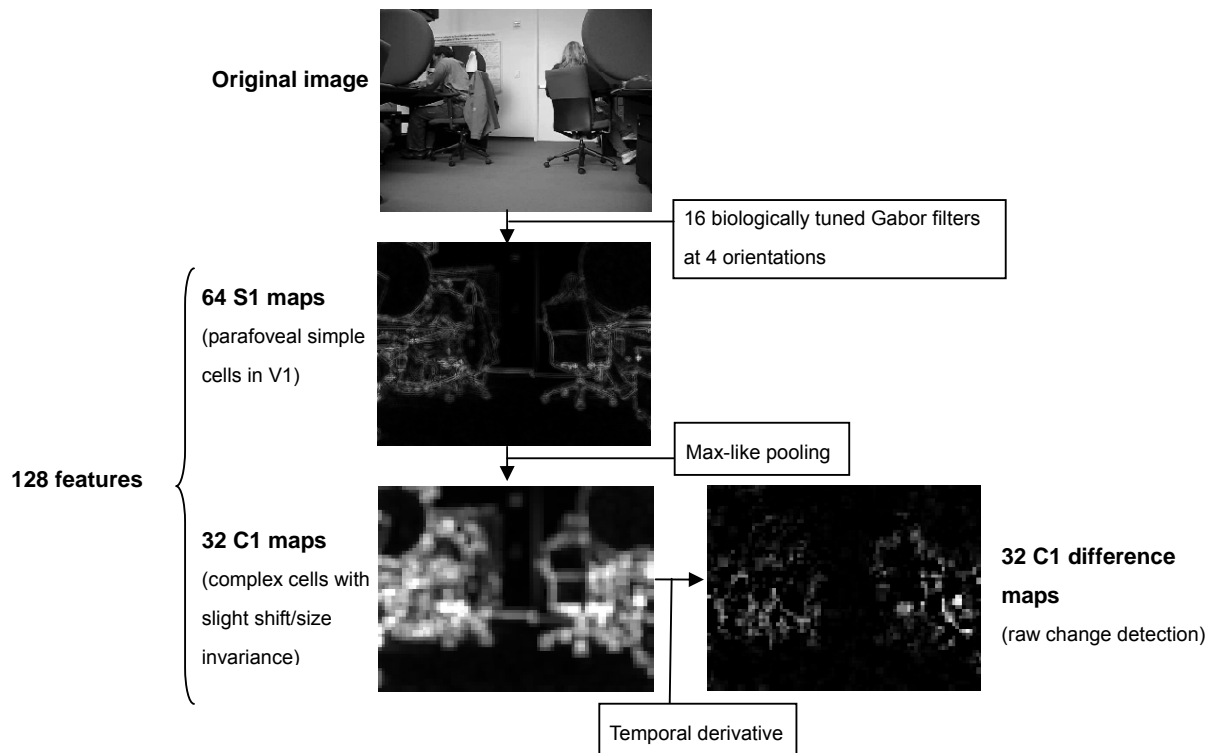 Original image
16 biologically tuned Gabor filters
at 4 orientations
64 S1 maps
(parafoveal simple
cells in V1)
Max-like pooling
128 features
32 C1 maps
(complex cells with
slight shift/size
invariance)
32 C1 difference
maps
(raw change detection)
Temporal derivative